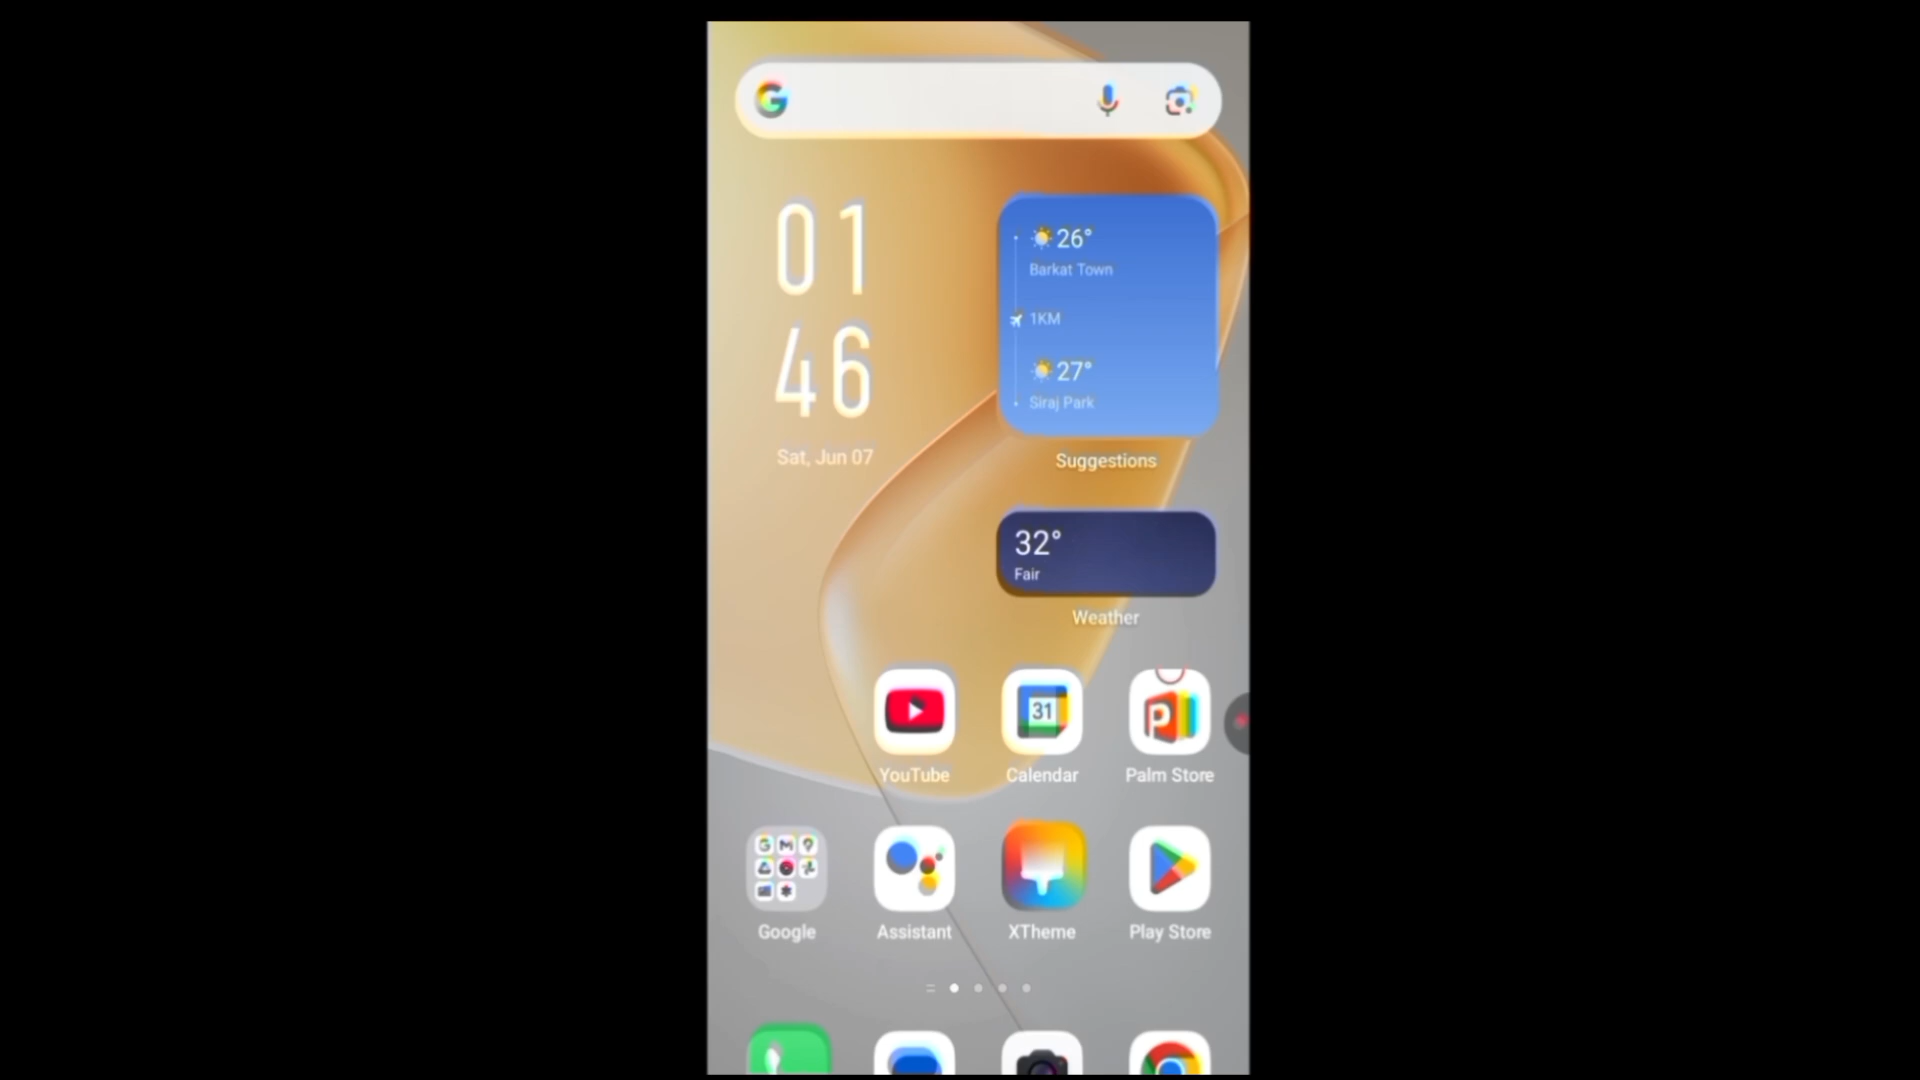 01
46
Sat, Jun 07
26°
Barkat Town
1KM
27°
Siraj Park
Suggestions
32°
Fair
Weather
31
YouTube
Calendar
Palm Store
Google
Assistant
XTheme
Play Store